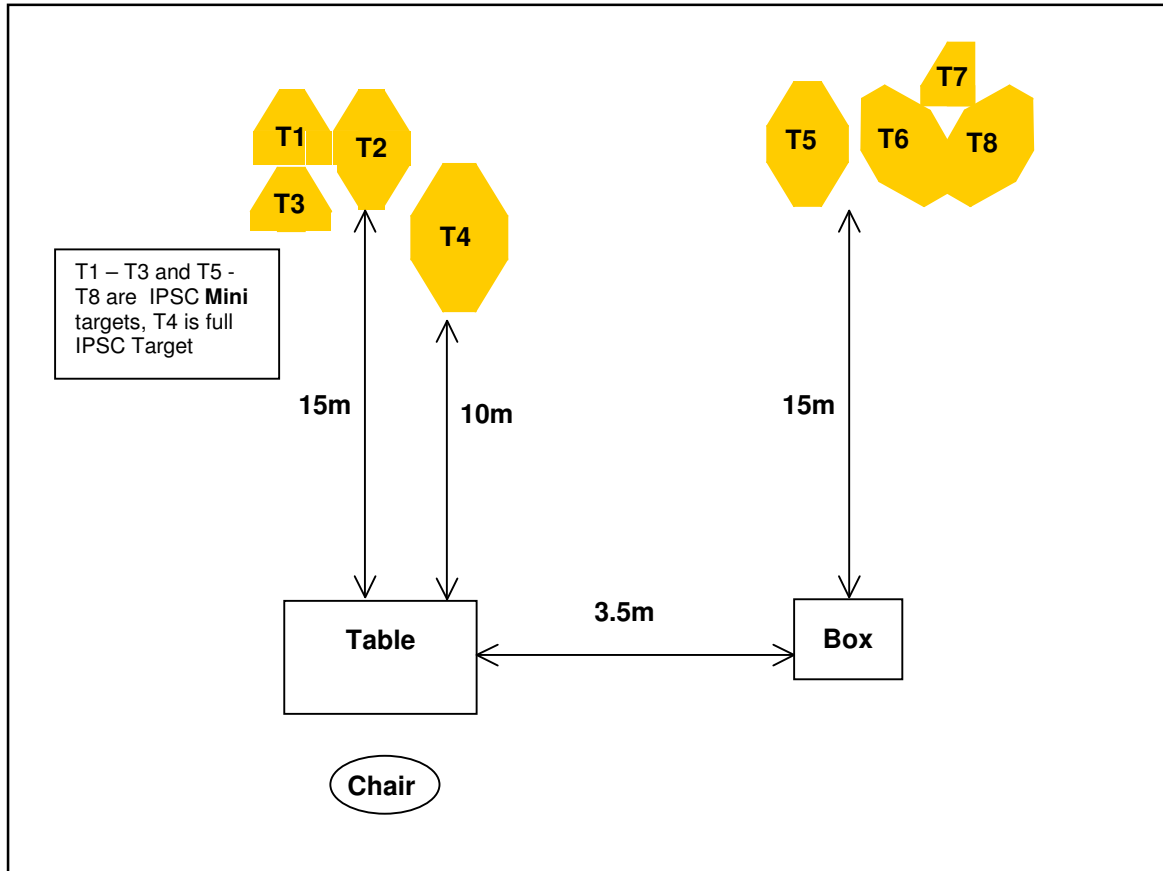 T7
T1
T2
T5
T6
T8
T3
T4
T1 – T3 and T5 -
T8 are  IPSC Mini
targets, T4 is full
IPSC Target
15m
10m
15m
3.5m
Table
Box
Chair